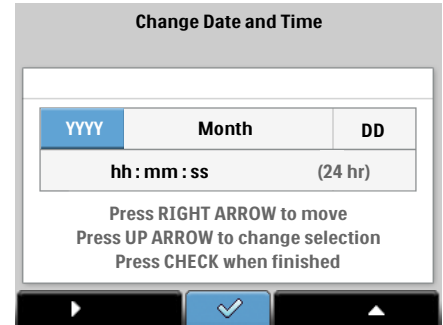 Change Date and Time
YYYY Month DD
hh : mm : ss (24 hr)
Press RIGHT ARROW to move
Press UP ARROW to change selection
Press CHECK when finished